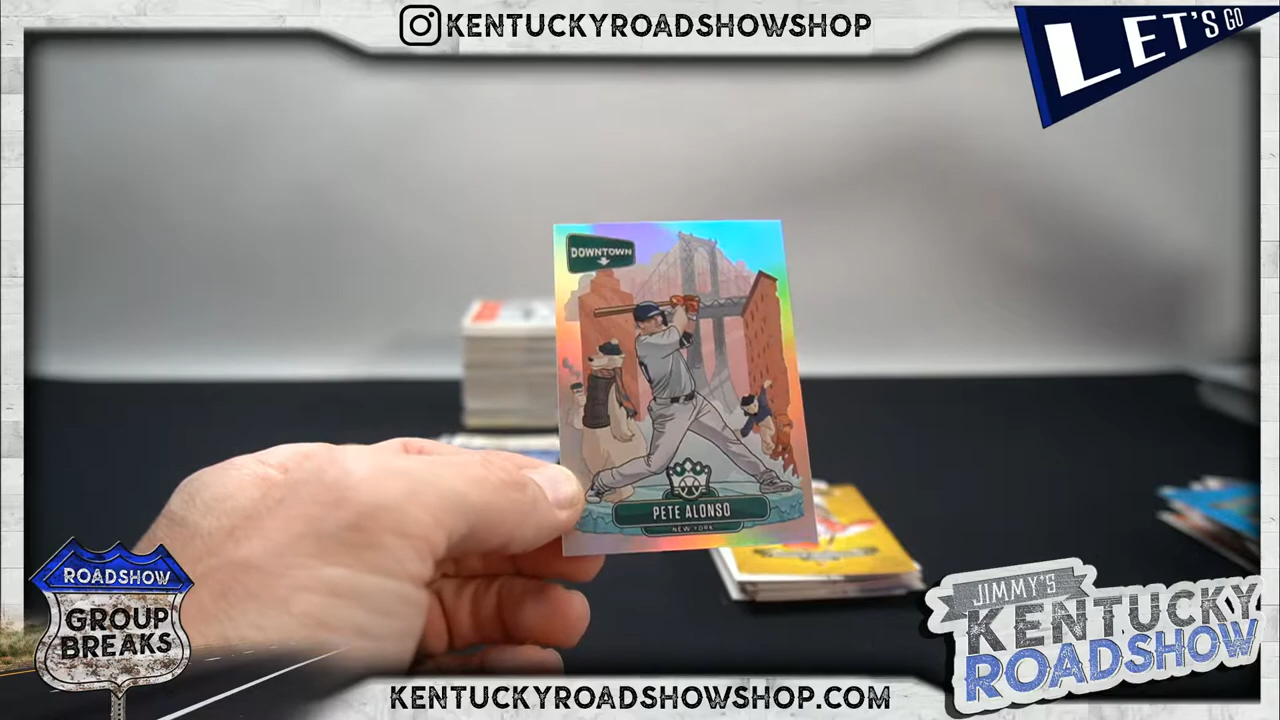 KENTUCKYROADSHOWSHOP
LET'S GO
DOWNTOWN
PETE ALONSO
NEW YORK
ROADSHOW
GROUP
BREAKS
JIMMY'S
KENTUCKY
ROADSHOW
KENTUCKYROADSHOWSHOP.COM